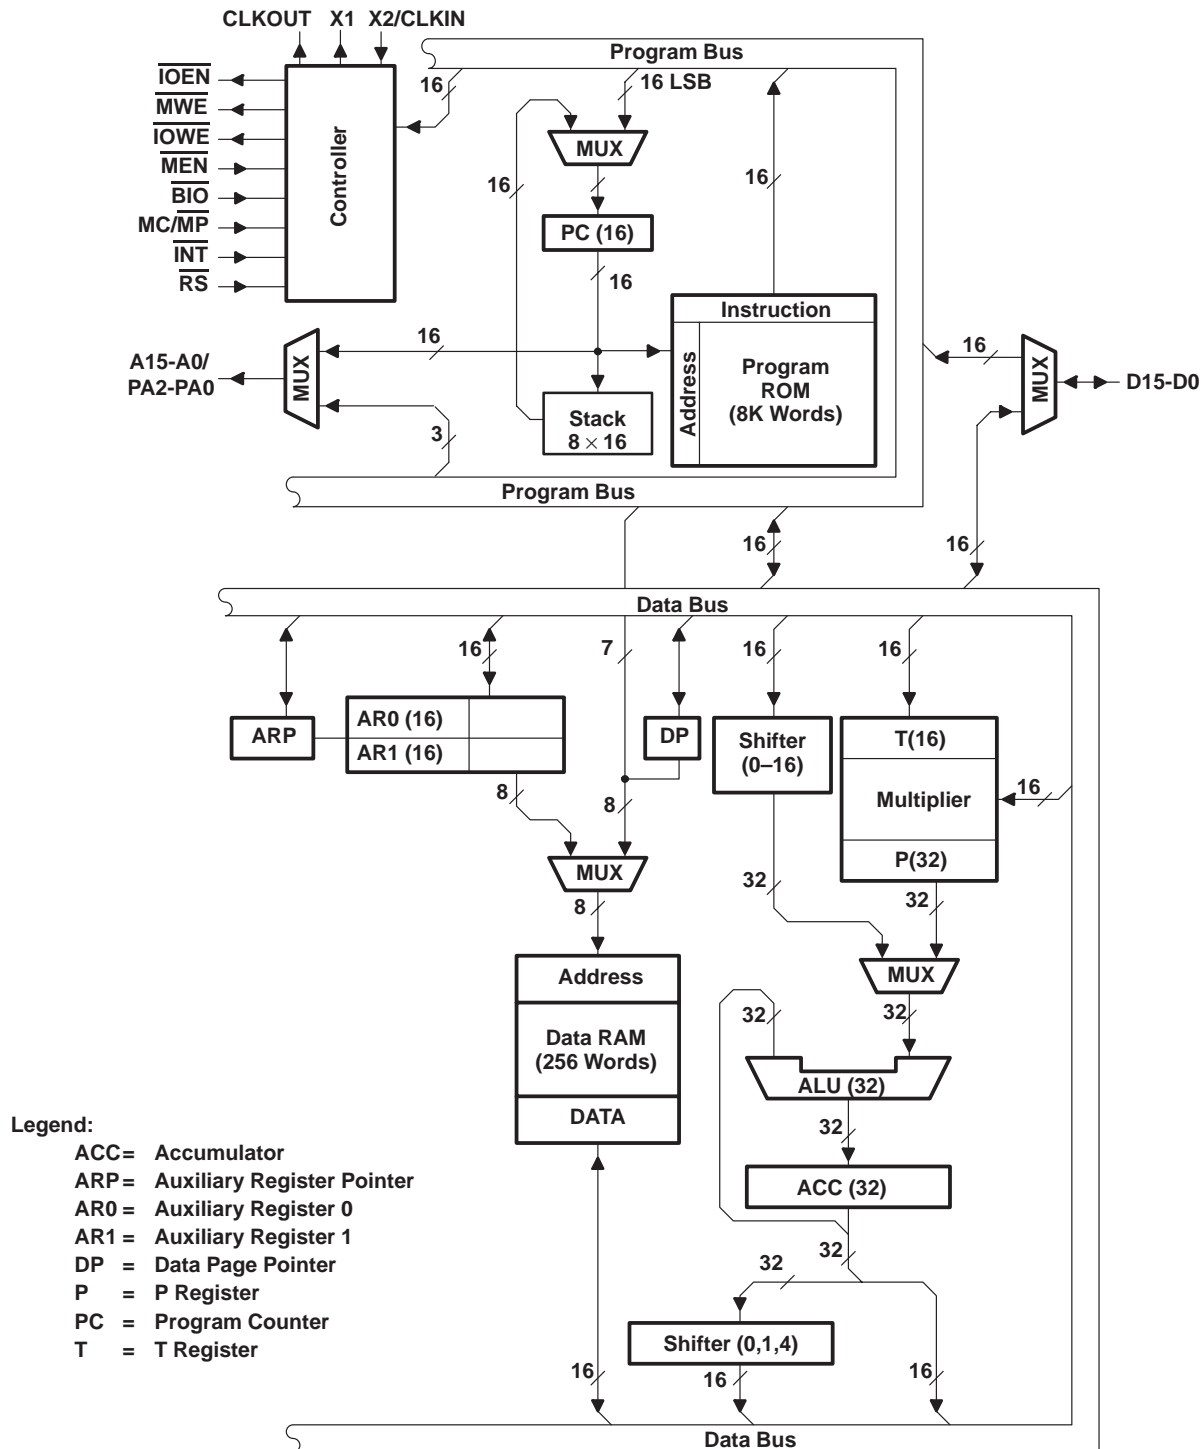 CLKOUT X1 X2/CLKIN
IOEN
MWE
IOWE
MEN
BIO
MC/MP
INT
RS
Controller
Program Bus
16
16 LSB
MUX
16
16
PC (16)
16
Instruction
Address
Program
ROM
(8K Words)
A15-A0/
PA2-PA0
MUX
16
3
Stack
8 × 16
16
MUX
D15-D0
Program Bus
16
16
Data Bus
16
7
16
16
ARP
AR0 (16)
AR1 (16)
DP
Shifter
(0–16)
T(16)
Multiplier
P(32)
16
8
8
MUX
8
32
32
MUX
Address
Data RAM
(256 Words)
DATA
32
32
ALU (32)
32
ACC (32)
32
32
Shifter (0,1,4)
16
16
16
Data Bus
Legend:
ACC = Accumulator
ARP = Auxiliary Register Pointer
AR0 = Auxiliary Register 0
AR1 = Auxiliary Register 1
DP = Data Page Pointer
P = P Register
PC = Program Counter
T = T Register